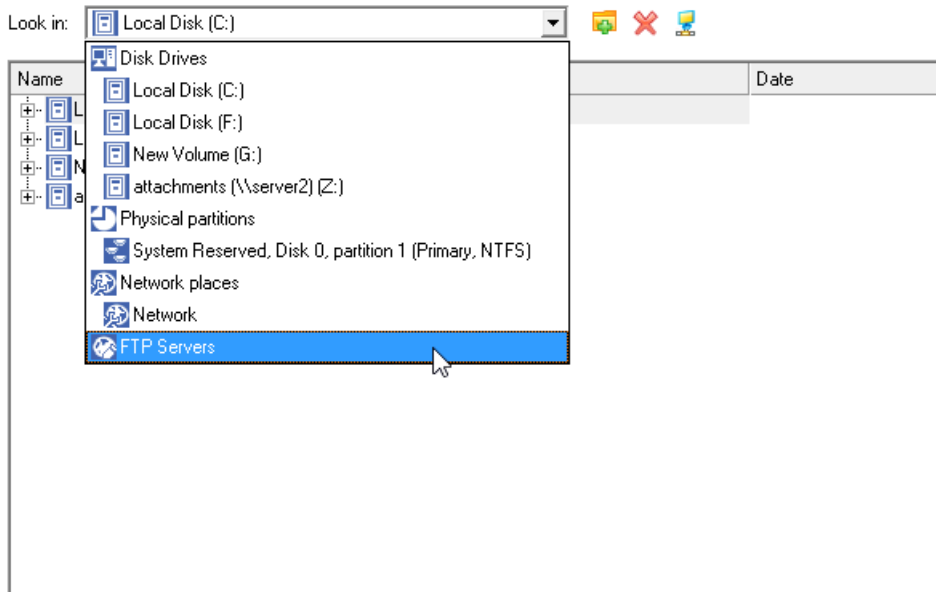 Look in: Local Disk (C:)
Name Date
Disk Drives
Local Disk (C:)
Local Disk (F:)
New Volume (G:)
attachments (\\server2) (Z:)
Physical partitions
System Reserved, Disk 0, partition 1 (Primary, NTFS)
Network places
Network
FTP Servers
L
L
N
a